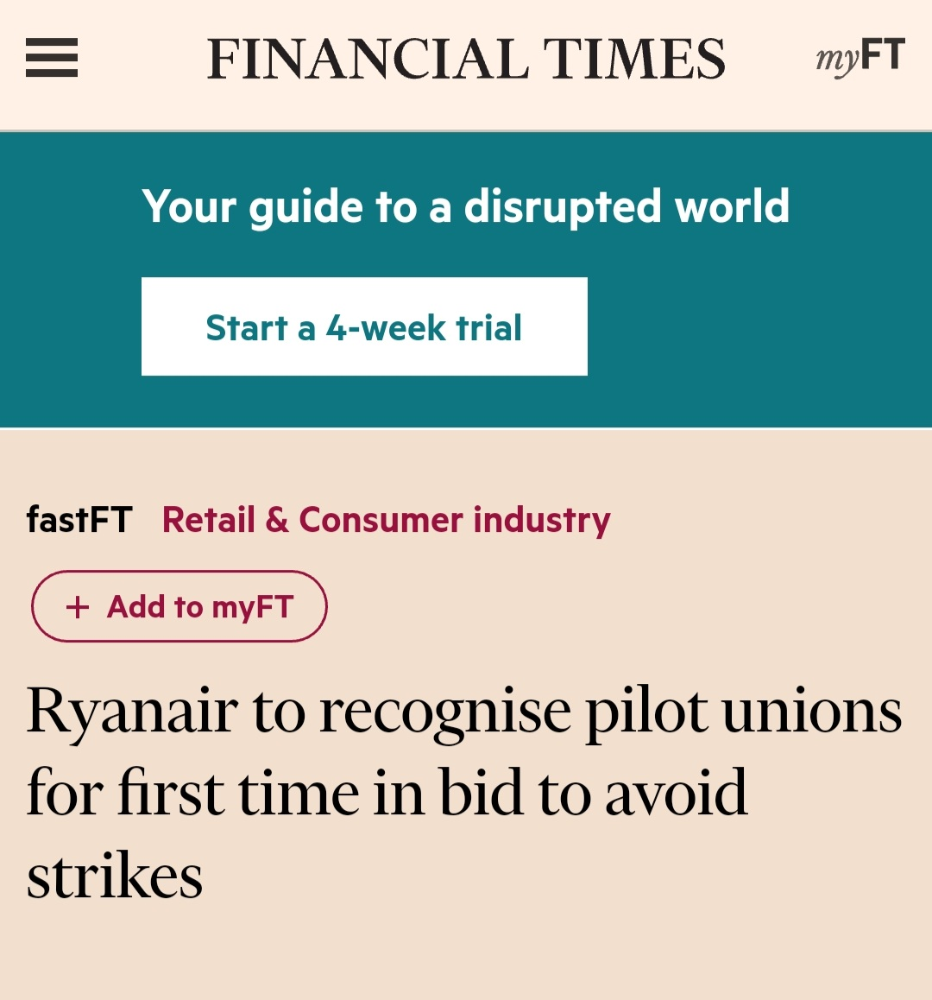 FINANCIAL TIMES
myFT
Your guide to a disrupted world
Start a 4-week trial
fastFT Retail & Consumer industry
+ Add to myFT
Ryanair to recognise pilot unions
for first time in bid to avoid
strikes